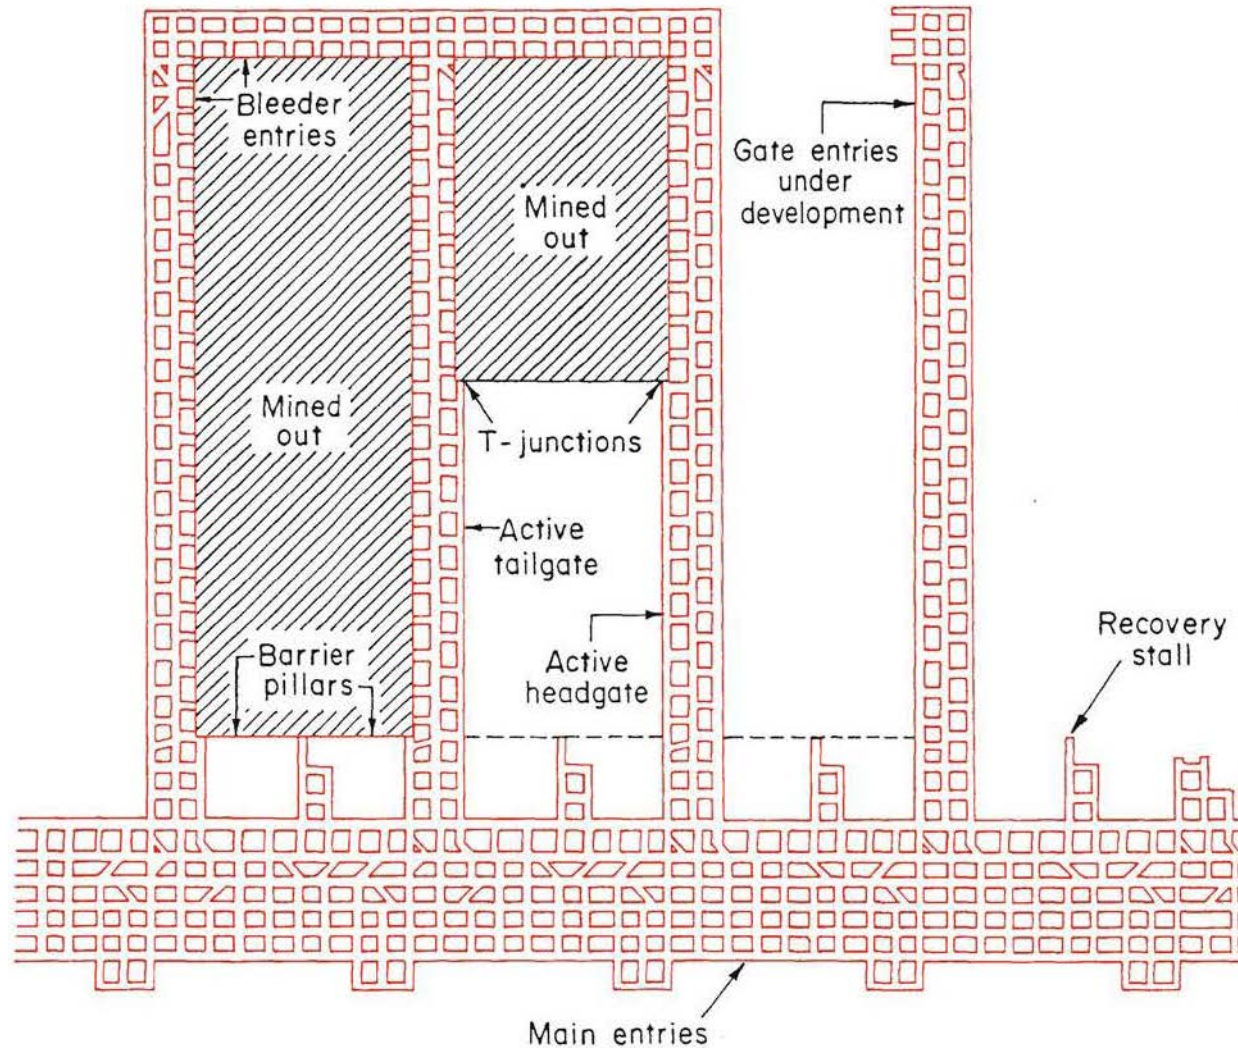 Bleeder
entries
Gate entries
under
development
Mined
out
Mined
out
T-junctions
Active
tailgate
Active
headgate
Barrier
pillars
Recovery
stall
Main entries